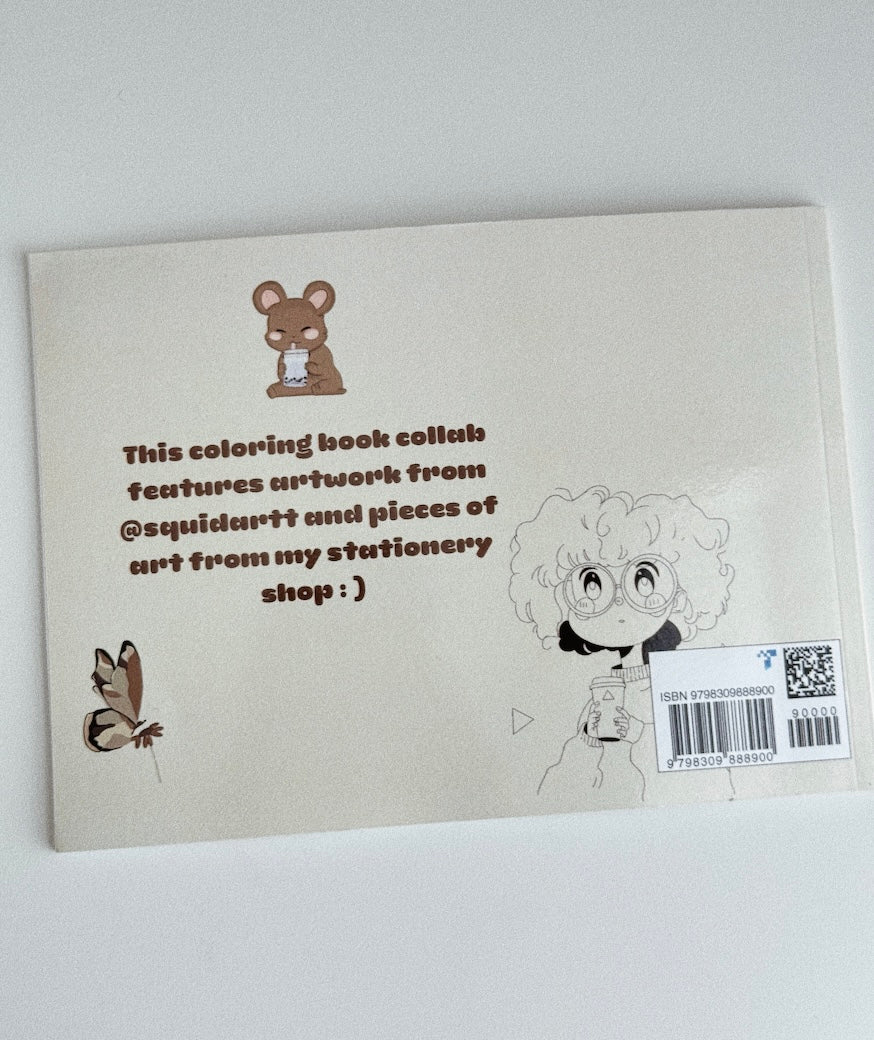 This coloring book collab
features artwork from
@squidartt and pieces of
art from my stationery
shop : )
ISBN 9798309888900
90000
9 798309 888900